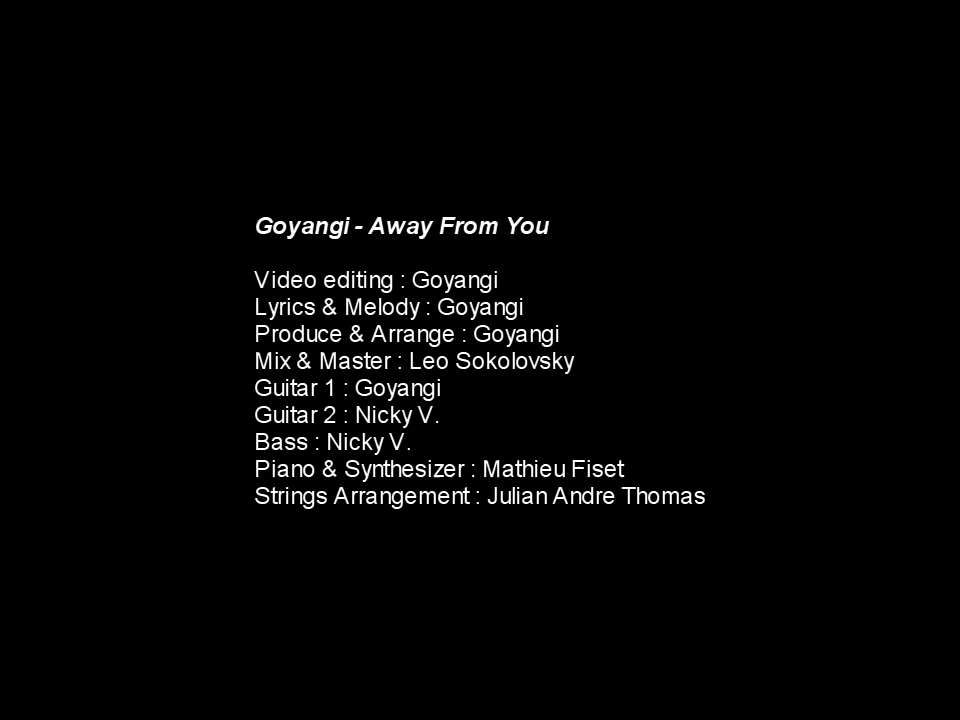 Goyangi - Away From You
Video editing : Goyangi
Lyrics & Melody : Goyangi
Produce & Arrange : Goyangi
Mix & Master : Leo Sokolovsky
Guitar 1 : Goyangi
Guitar 2 : Nicky V.
Bass : Nicky V.
Piano & Synthesizer : Mathieu Fiset
Strings Arrangement : Julian Andre Thomas